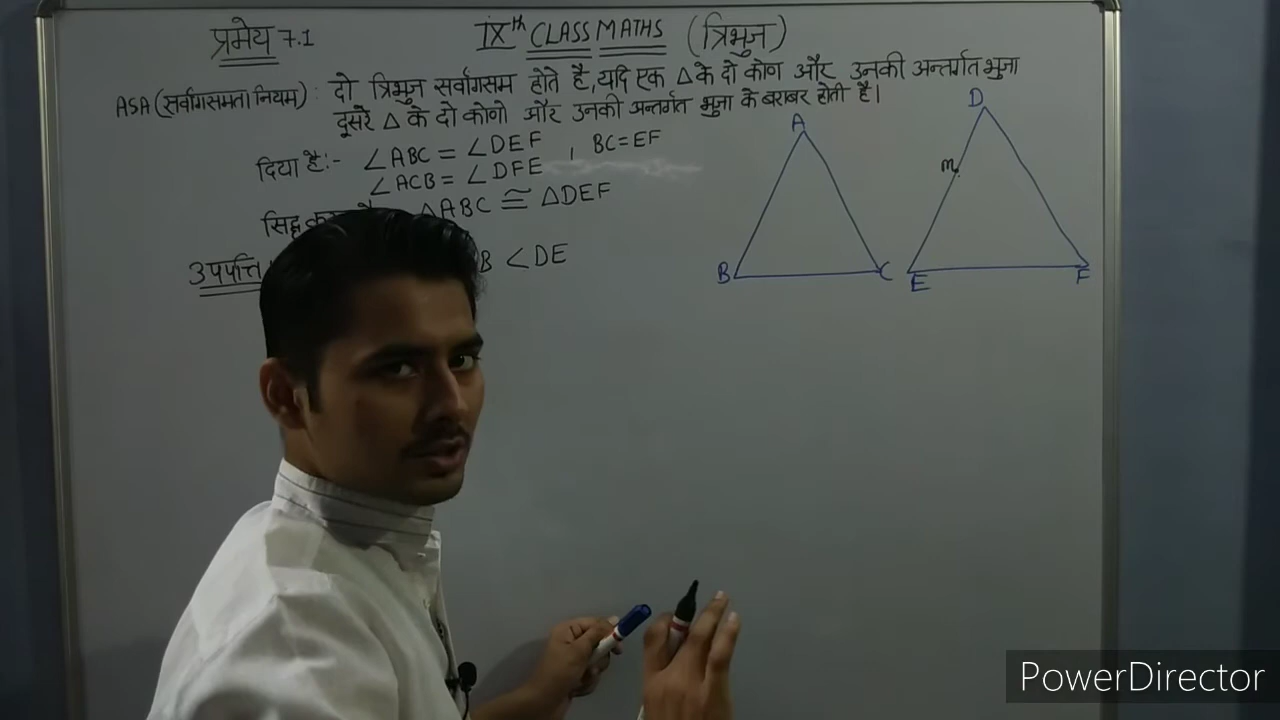 प्रमेय 7.1
IXth CLASS MATHS (त्रिभुज)
ASA (सर्वांगसमता नियम) : दो त्रिभुज सर्वांगसम होते है, यदि एक Δ के दो कोण और उनकी अन्तर्गत भुजा
दूसरे Δ के दो कोणो और उनकी अन्तर्गत भुजा के बराबर होती है।
दिया है:- ∠ABC = ∠DEF , BC=EF
∠ACB = ∠DFE
सिद्ध ΔABC ≅ ΔDEF
उपपत्ति B <DE
A
B
C
D
m
E
F
PowerDirector